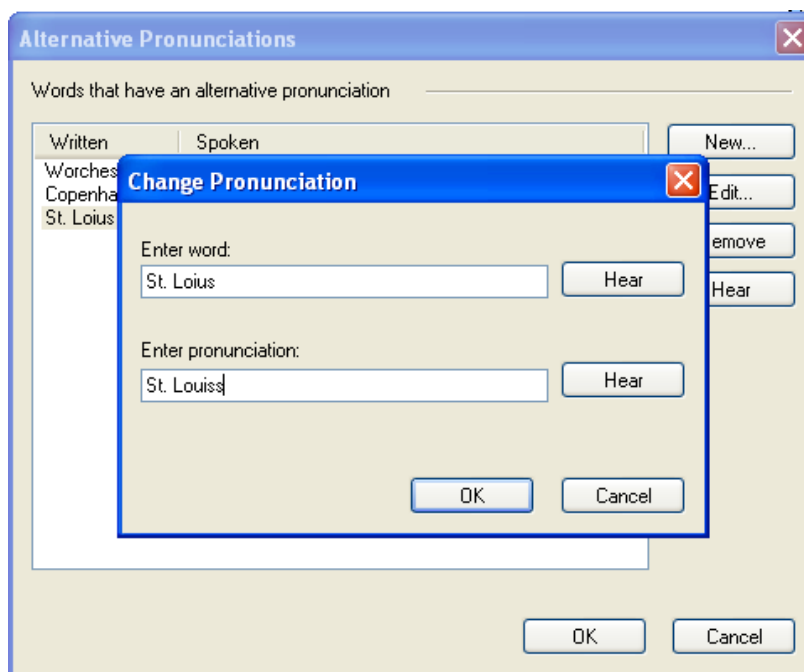 Alternative Pronunciations
Words that have an alternative pronunciation
Written Spoken
New...
Worches
Copenha
St. Loius
Edit...
emove
Hear
Change Pronunciation
Enter word:
St. Loius
Hear
Enter pronunciation:
St. Louiss
Hear
OK Cancel
OK Cancel